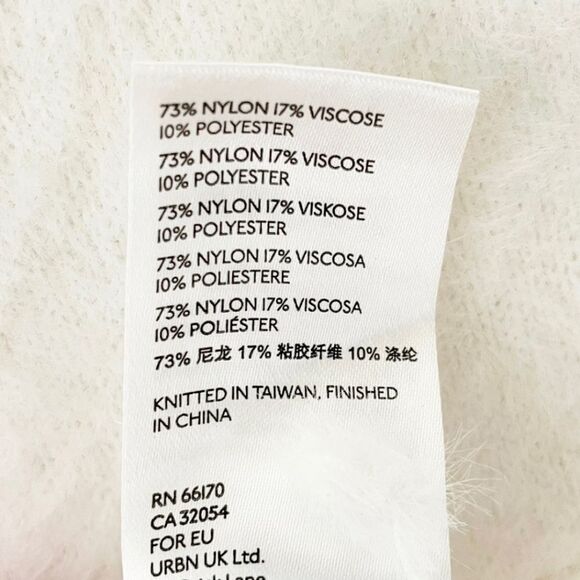 73% NYLON 17% VISCOSE
10% POLYESTER
73% NYLON 17% VISCOSE
10% POLYESTER
73% NYLON 17% VISKOSE
10% POLYESTER
73% NYLON 17% VISCOSA
10% POLIESTERE
73% NYLON 17% VISCOSA
10% POLIÉSTER
73% 尼龙 17% 粘胶纤维 10% 涤纶
KNITTED IN TAIWAN, FINISHED
IN CHINA
RN 66170
CA 32054
FOR EU
URBN UK Ltd.
Lane